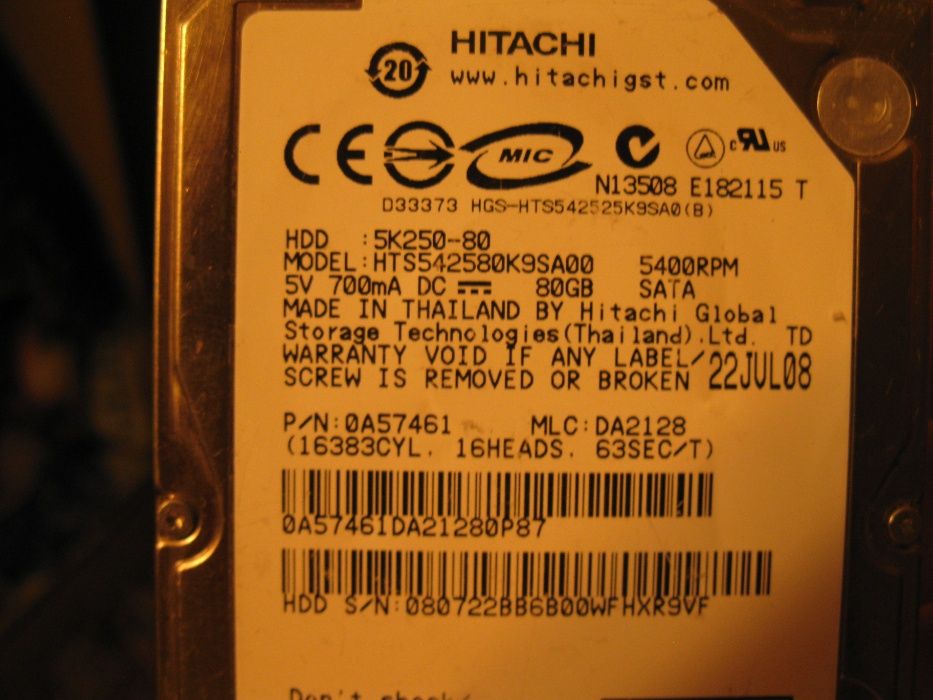 HITACHI
20
www.hitachigst.com
CE MIC c RU us
N13508 E182115 T
D33373 HGS-HTS542525K9SA0(B)
HDD :5K250-80
MODEL:HTS542580K9SA00 5400RPM
5V 700mA DC 80GB SATA
MADE IN THAILAND BY Hitachi Global
Storage Technologies(Thailand).Ltd. TD
WARRANTY VOID IF ANY LABEL/
SCREW IS REMOVED OR BROKEN 22JUL08
P/N:0A57461 MLC:DA2128
(16383CYL. 16HEADS. 63SEC/T)
0A57461DA21280P87
HDD S/N:080722BB6B00WFHXR9VF
Don't